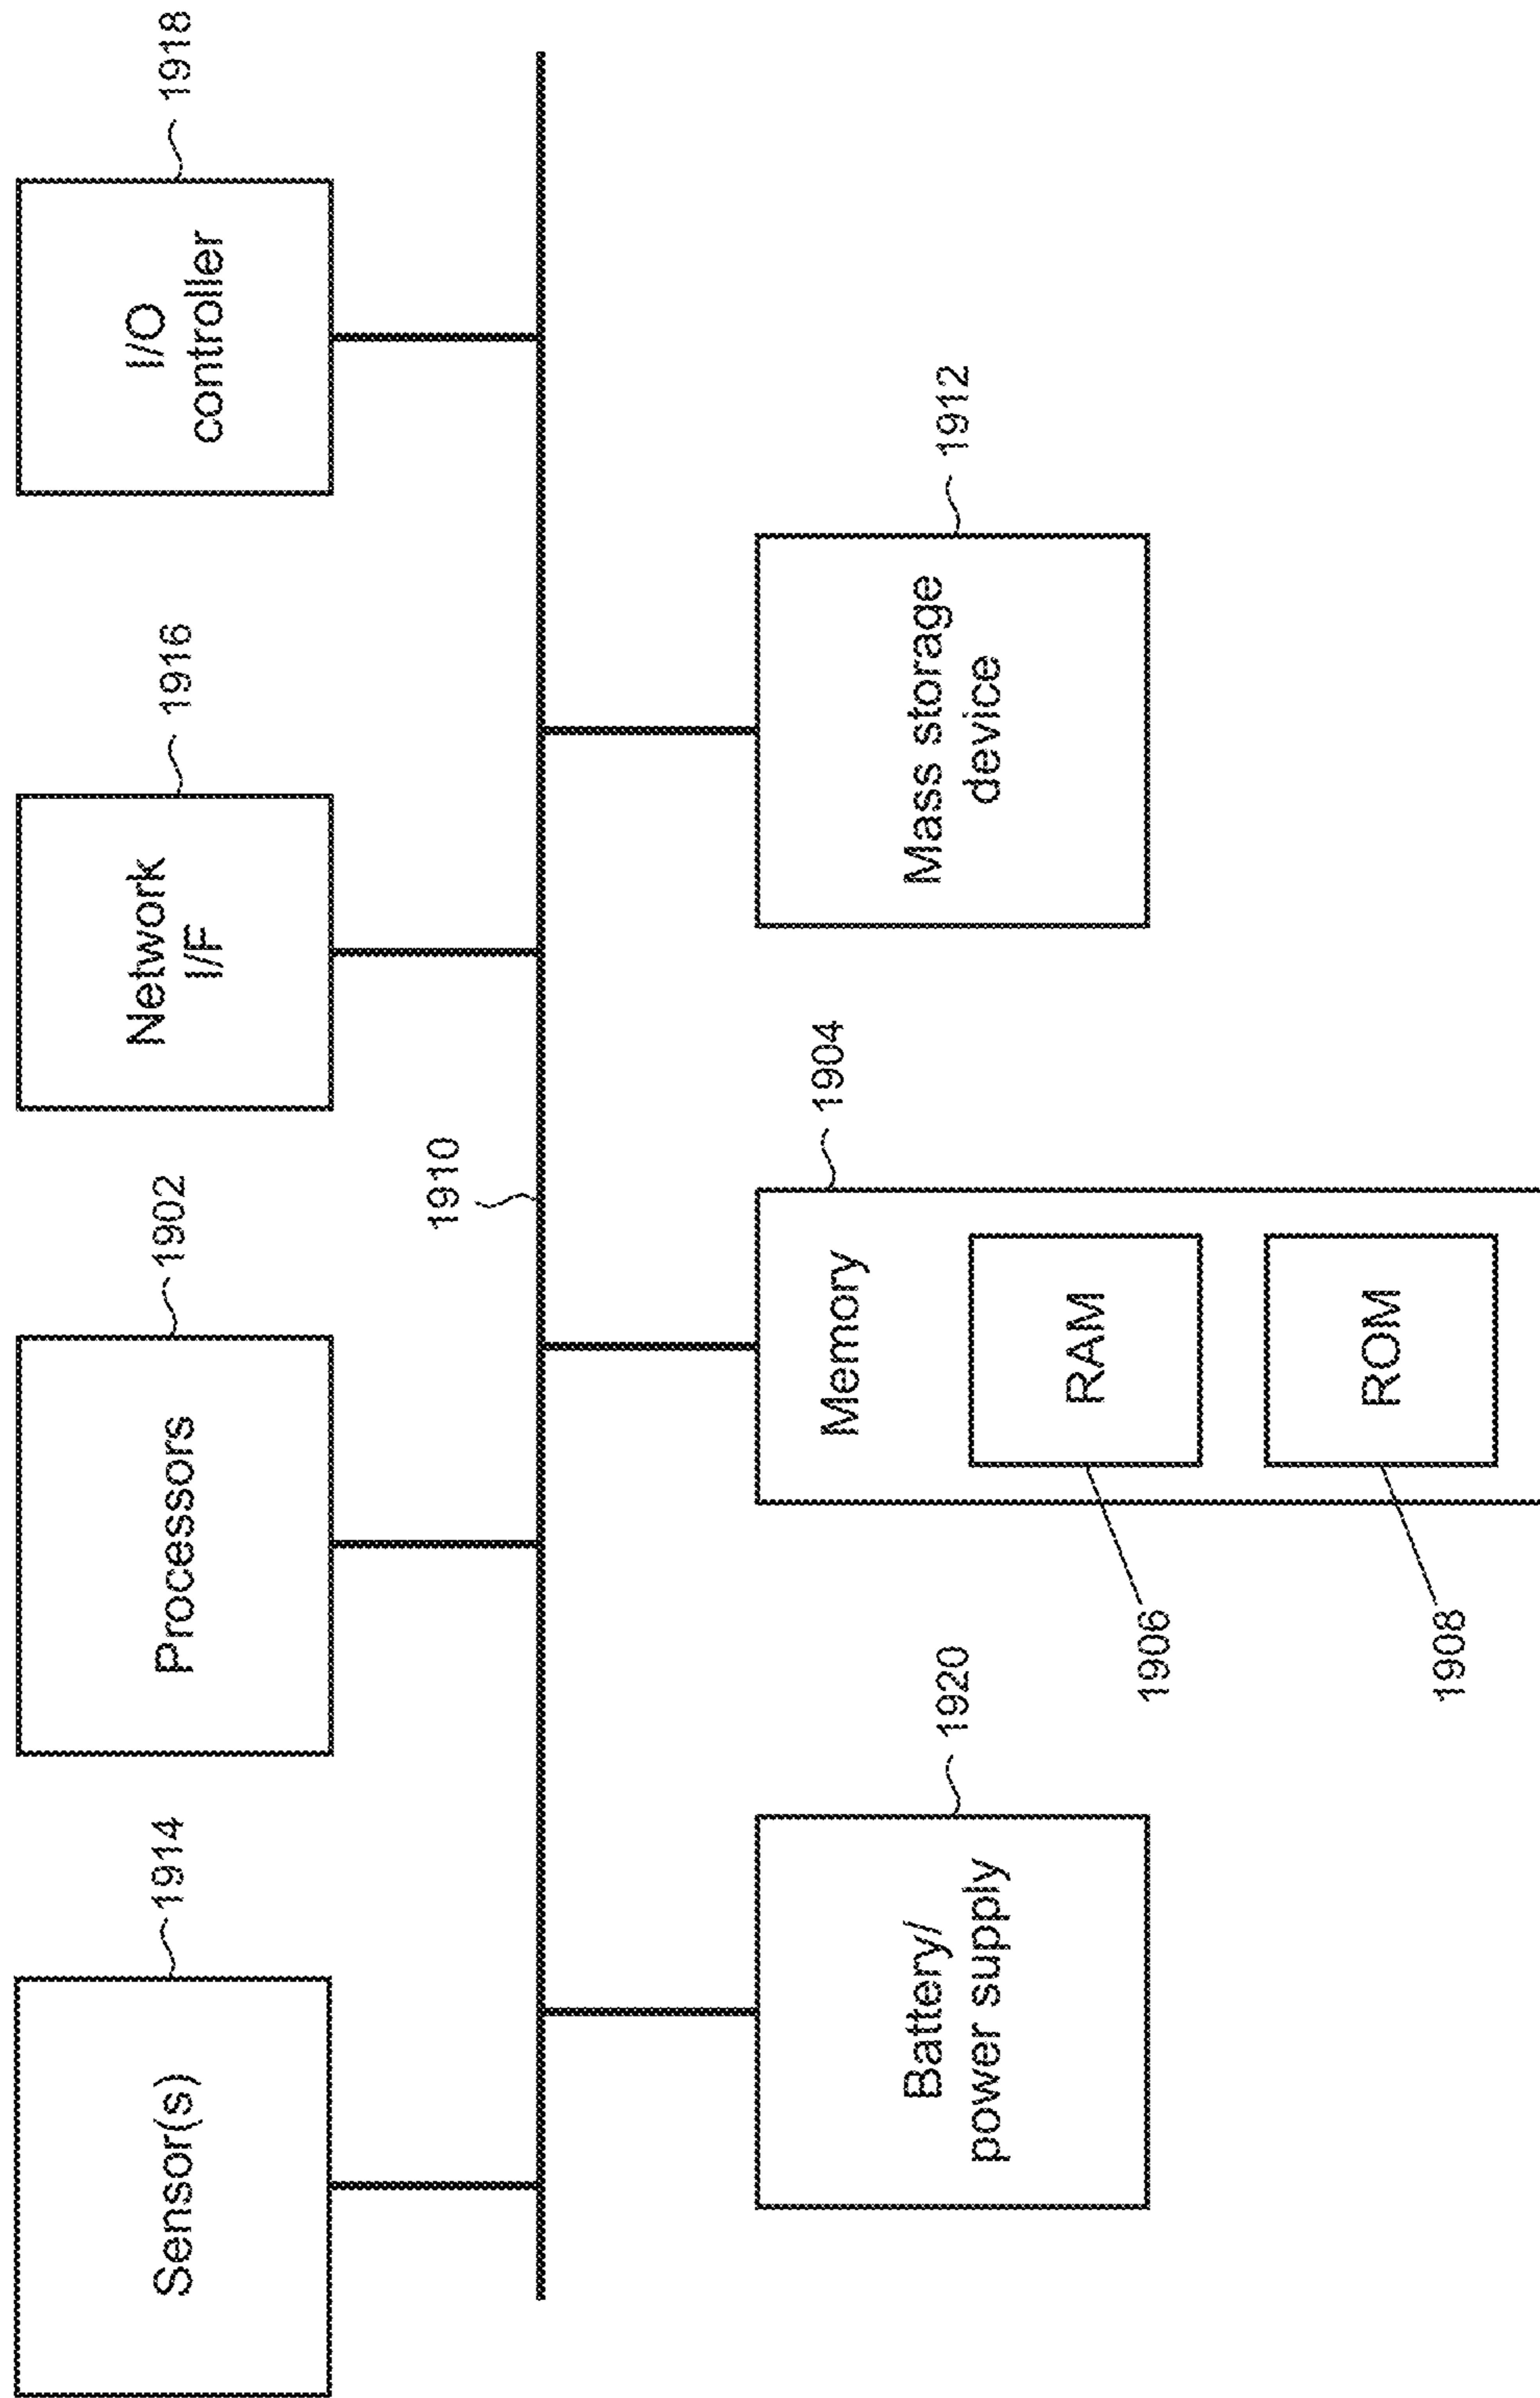 Sensor(s)
1914
Processors
1902
Network
I/F
1916
I/O
controller
1918
1910
Battery/
power supply
1920
Memory
1904
RAM
1906
ROM
1908
Mass storage
device
1912